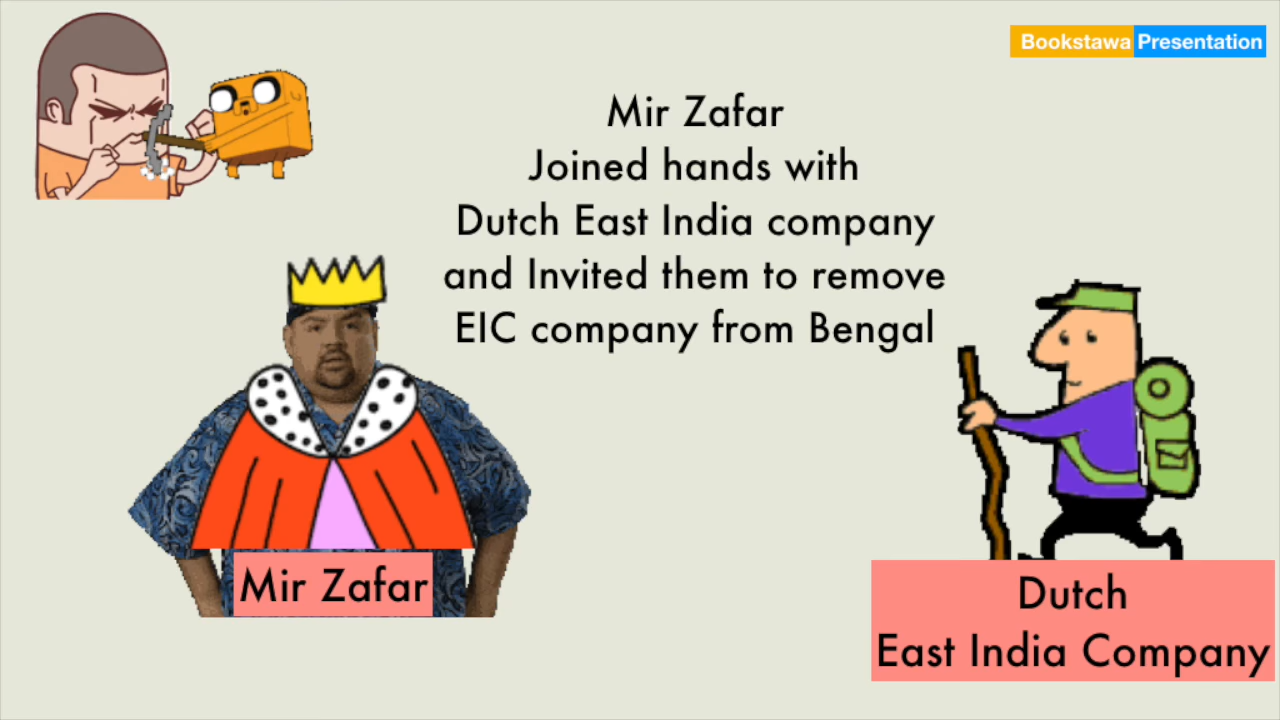 Bookstawa Presentation
Mir Zafar
Joined hands with
Dutch East India company
and Invited them to remove
EIC company from Bengal
Mir Zafar
Dutch
East India Company